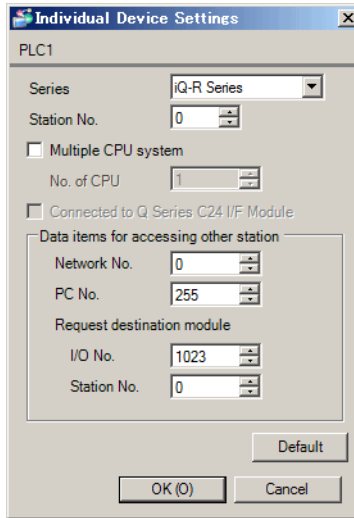 Individual Device Settings
PLC1
Series iQ-R Series
Station No. 0
Multiple CPU system
No. of CPU 1
Connected to Q Series C24 I/F Module
Data items for accessing other station
Network No. 0
PC No. 255
Request destination module
I/O No. 1023
Station No. 0
Default
OK (O) Cancel